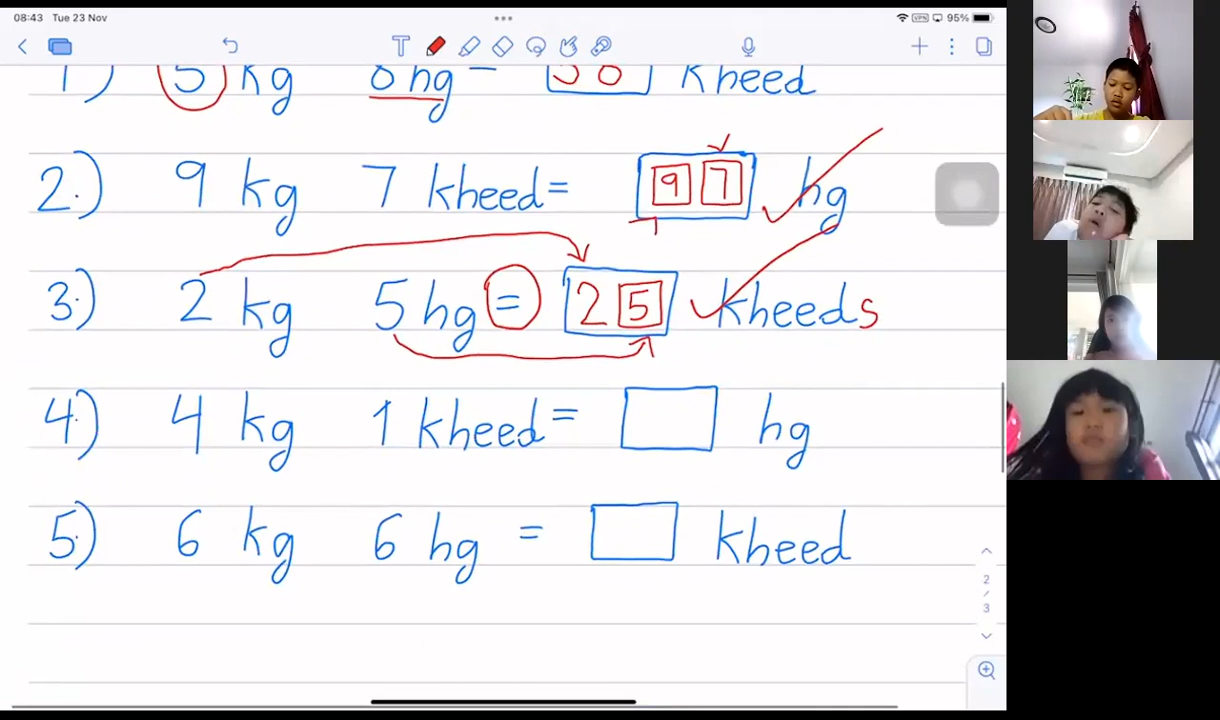 08:43 Tue 23 Nov
VPN 95%
T
1) 5 kg 8 hg = 58 kheed
2.) 9 kg 7 kheed = 97 hg
3.) 2 kg 5 hg = 25 kheeds
4.) 4 kg 1 kheed = hg
5.) 6 kg 6 hg = kheed
2
/
3